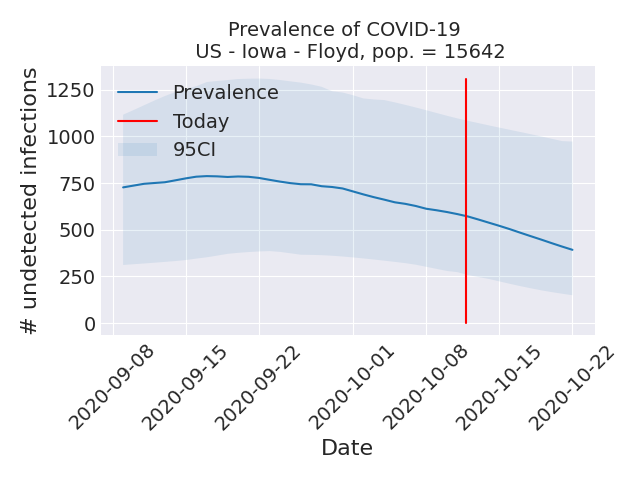 Prevalence of COVID-19
US - Iowa - Floyd, pop. = 15642
# undetected infections
1250
1000
750
500
250
0
Prevalence
Today
95CI
2020-09-08
2020-09-15
2020-09-22
2020-10-01
2020-10-08
2020-10-15
2020-10-22
Date